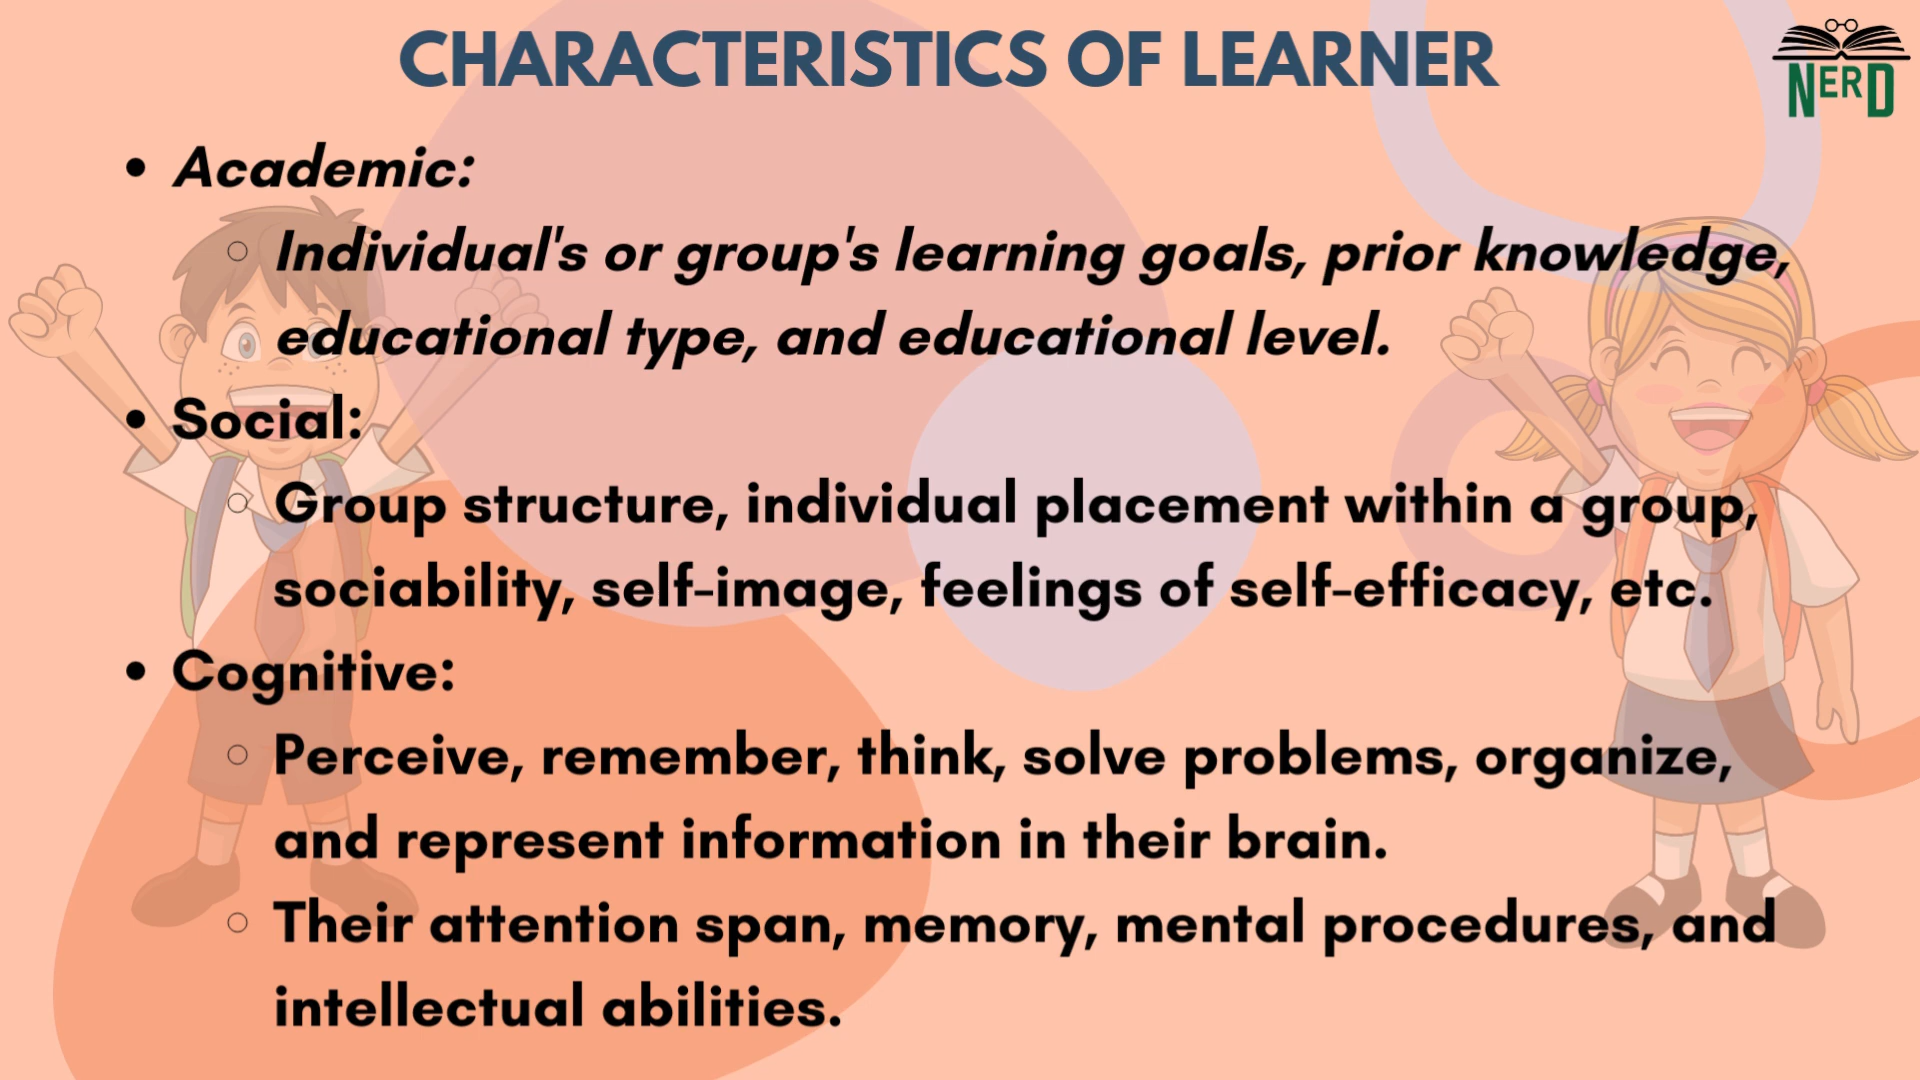 CHARACTERISTICS OF LEARNER
NERD
• Academic:
○ Individual's or group's learning goals, prior knowledge,
educational type, and educational level.
• Social:
○ Group structure, individual placement within a group,
sociability, self-image, feelings of self-efficacy, etc.
• Cognitive:
○ Perceive, remember, think, solve problems, organize,
and represent information in their brain.
○ Their attention span, memory, mental procedures, and
intellectual abilities.